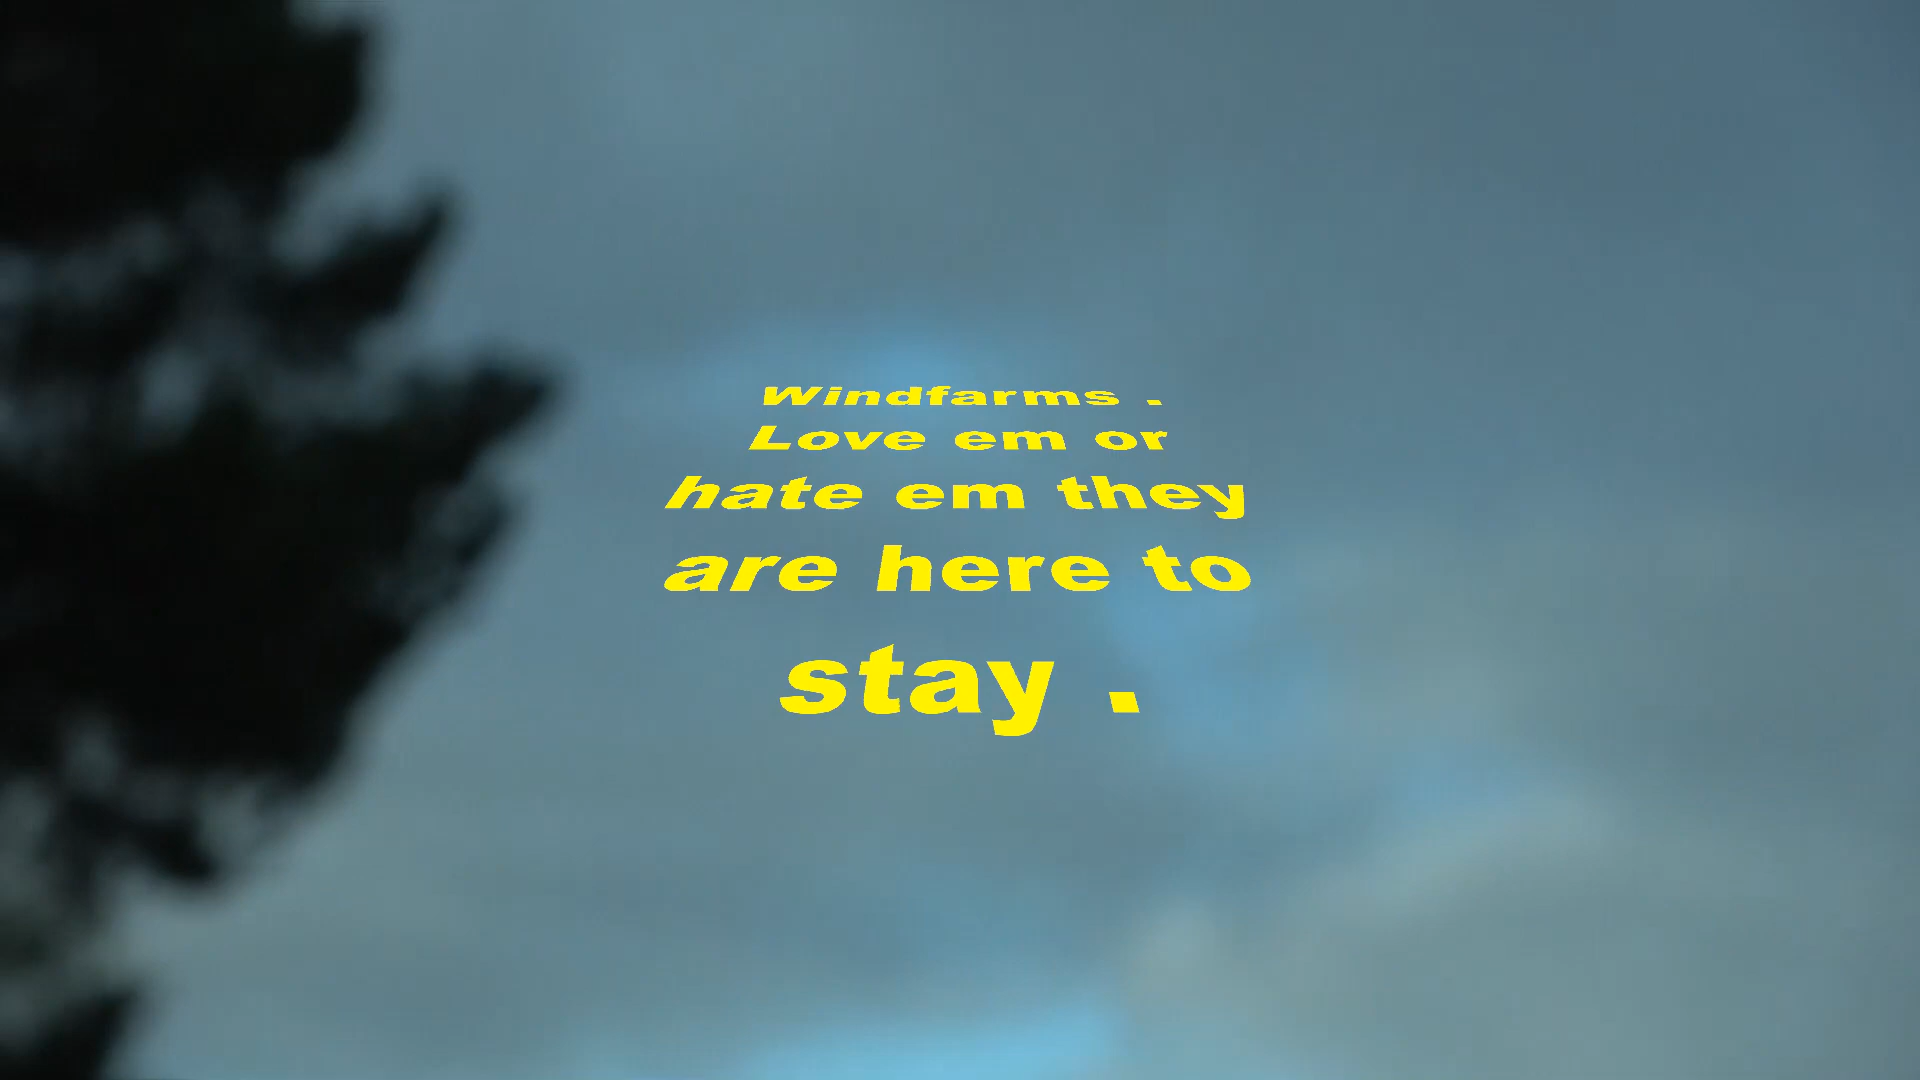 Windfarms .
Love em or
hate em they
are here to
stay .